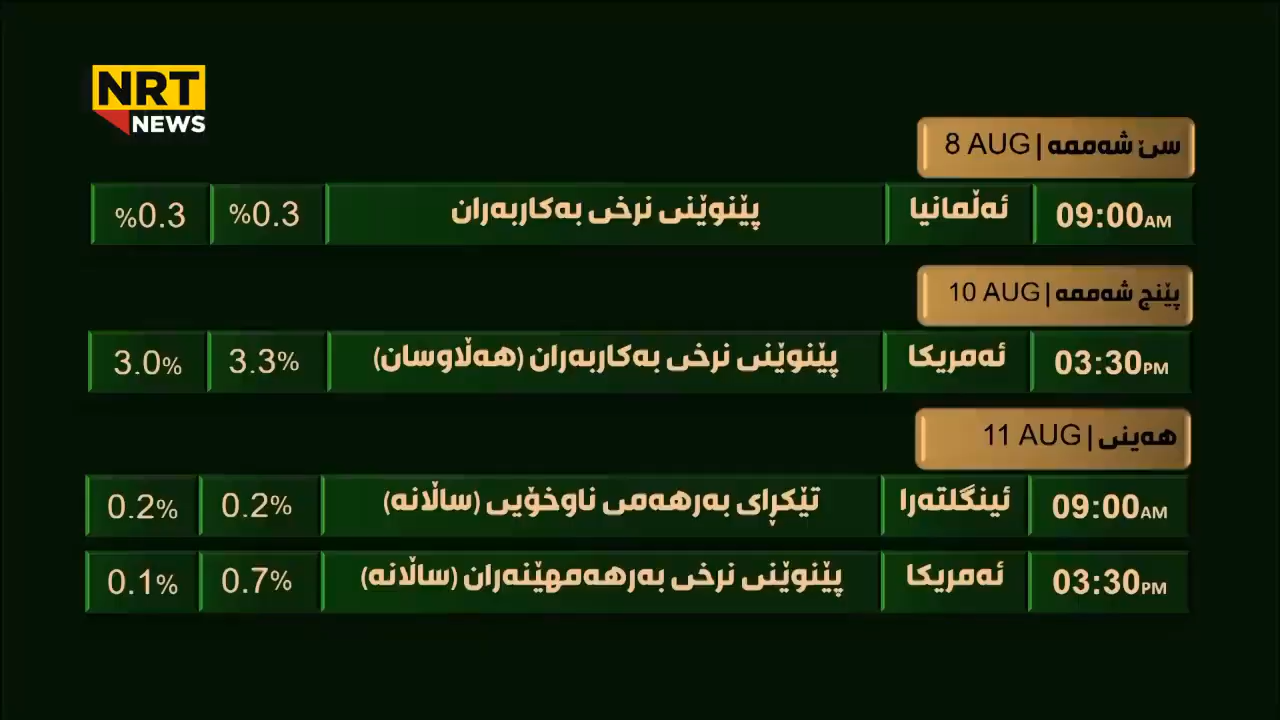 NRT
NEWS
سێ شەممە | 8 AUG
09:00AM ئەڵمانیا پێنوێنی نرخی بەکاربەران %0.3 %0.3
پێنج شەممە | 10 AUG
03:30PM ئەمریکا پێنوێنی نرخی بەکاربەران (هەڵاوسان) 3.3% 3.0%
هەینی | 11 AUG
09:00AM ئینگلتەرا تێکڕای بەرهەمی ناوخۆیی (ساڵانە) 0.2% 0.2%
03:30PM ئەمریکا پێنوێنی نرخی بەرهەمهێنەران (ساڵانە) 0.7% 0.1%